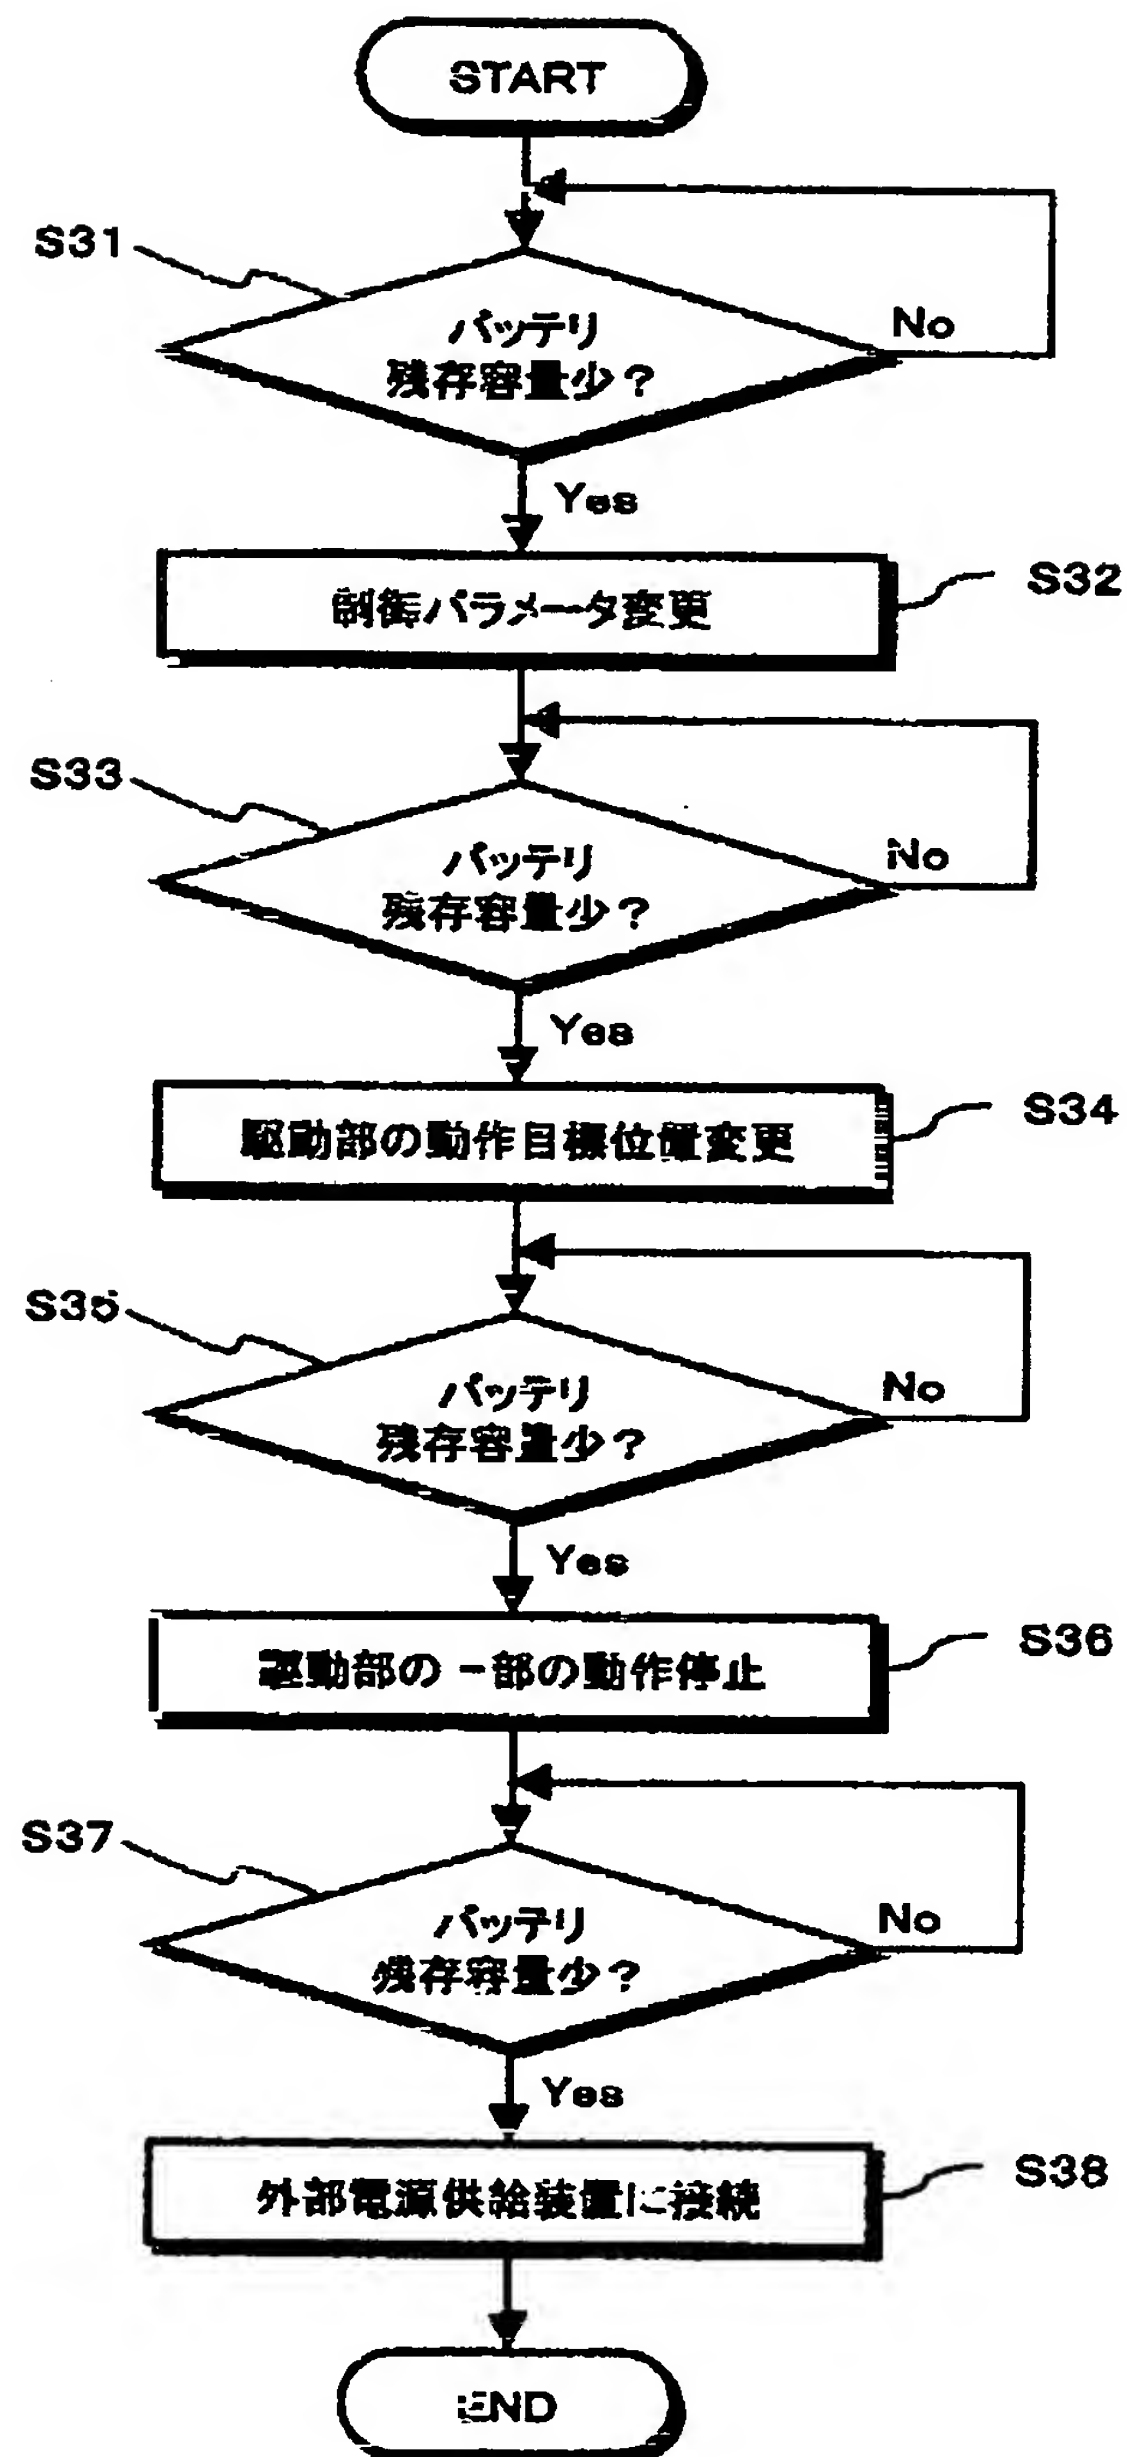 START
S31
バッテリ
残存容量少?
No
Yes
制御パラメータ変更
S32
S33
バッテリ
残存容量少?
No
Yes
駆動部の動作目標位置変更
S34
S35
バッテリ
残存容量少?
No
Yes
駆動部の一部の動作停止
S36
S37
バッテリ
残存容量少?
No
Yes
外部電源供給装置に接続
S38
END